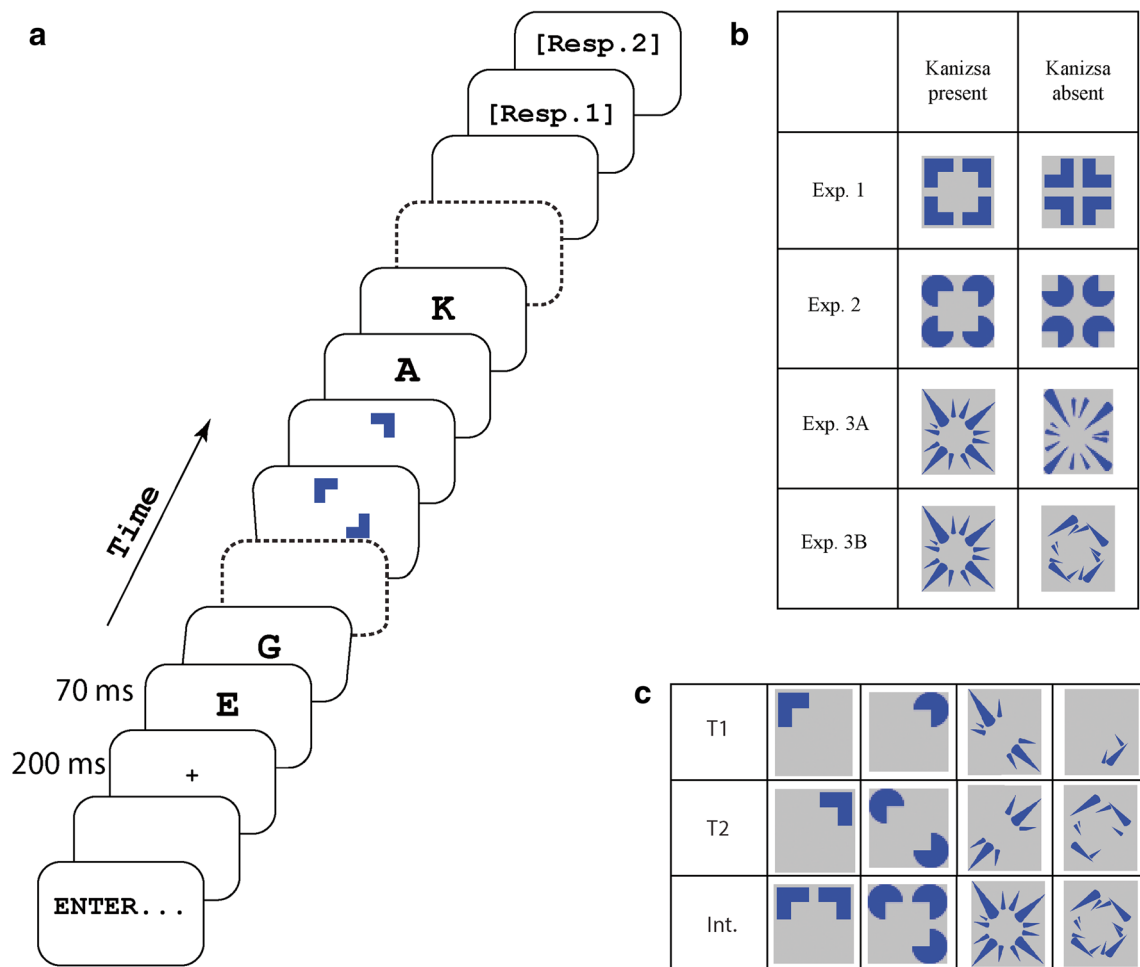 a
[Resp.2]
[Resp.1]
K
A
G
E
+
ENTER...
Time
70 ms
200 ms
b
Kanizsa present
Kanizsa absent
Exp. 1
Exp. 2
Exp. 3A
Exp. 3B
c
T1
T2
Int.